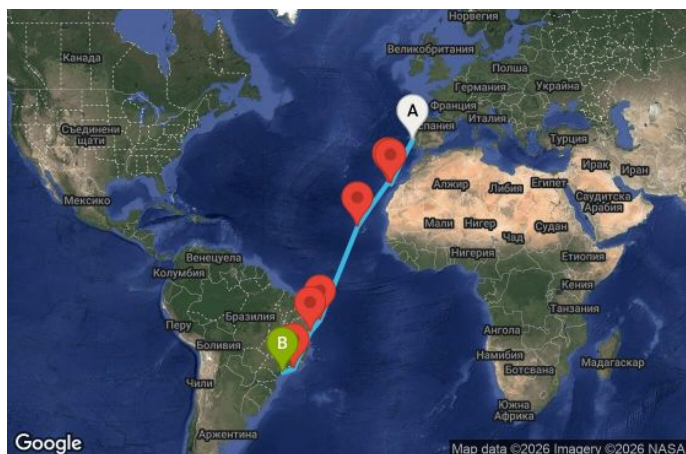 Норвегия
Канада
Великобритания
Полша
Германия
Украйна
A
Франция
спания
Италия
Съединени
щати
Турция
Ирак
Иран
Мексико
Алжир
Либия
Египет
Саудитска
Арабия
Мали
Нигер
Чад
Судан
Венецуела
Нигерия
Етиопия
Колумбия
Кения
Бразилия
Танзания
Перу
Ангола
B
Боливия
Намибия
Мадагаскар
Ботсвана
Чили
Южна
Африка
Аржентина
Google
Map data ©2026 Imagery ©2026 NASA